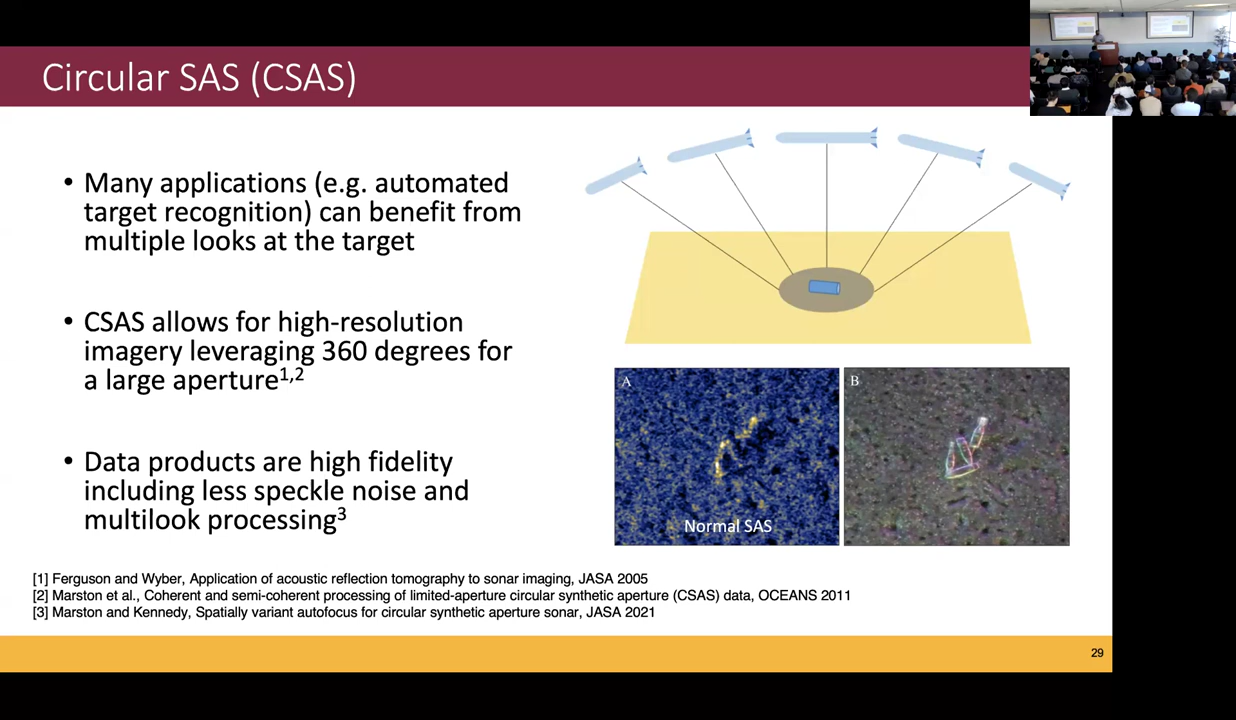 Circular SAS (CSAS)
• Many applications (e.g. automated
target recognition) can benefit from
multiple looks at the target
• CSAS allows for high-resolution
imagery leveraging 360 degrees for
a large aperture1,2
• Data products are high fidelity
including less speckle noise and
multilook processing3
A
B
Normal SAS
[1] Ferguson and Wyber, Application of acoustic reflection tomography to sonar imaging, JASA 2005
[2] Marston et al., Coherent and semi-coherent processing of limited-aperture circular synthetic aperture (CSAS) data, OCEANS 2011
[3] Marston and Kennedy, Spatially variant autofocus for circular synthetic aperture sonar, JASA 2021
29